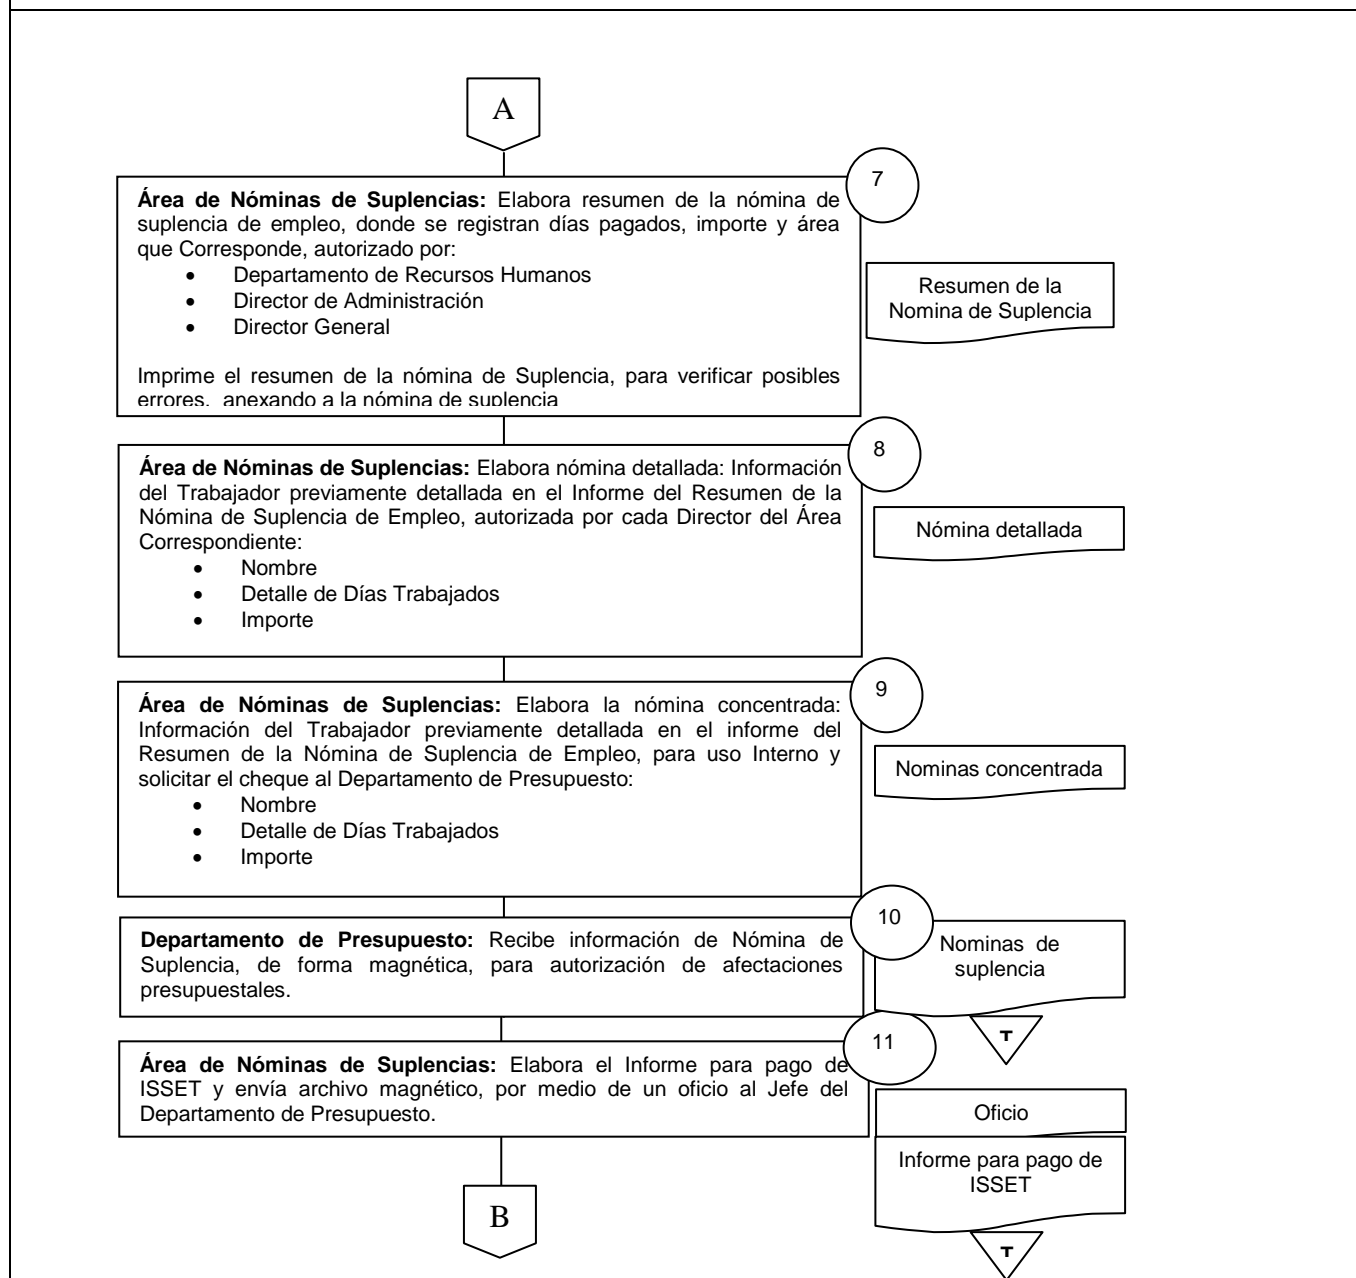 A
7
Área de Nóminas de Suplencias: Elabora resumen de la nómina de
suplencia de empleo, donde se registran días pagados, importe y área
que Corresponde, autorizado por:
• Departamento de Recursos Humanos
• Director de Administración
• Director General
Imprime el resumen de la nómina de Suplencia, para verificar posibles
errores, anexando a la nómina de suplencia
Resumen de la
Nomina de Suplencia
8
Área de Nóminas de Suplencias: Elabora nómina detallada: Información
del Trabajador previamente detallada en el Informe del Resumen de la
Nómina de Suplencia de Empleo, autorizada por cada Director del Área
Correspondiente:
• Nombre
• Detalle de Días Trabajados
• Importe
Nómina detallada
9
Área de Nóminas de Suplencias: Elabora la nómina concentrada:
Información del Trabajador previamente detallada en el informe del
Resumen de la Nómina de Suplencia de Empleo, para uso Interno y
solicitar el cheque al Departamento de Presupuesto:
• Nombre
• Detalle de Días Trabajados
• Importe
Nominas concentrada
10
Departamento de Presupuesto: Recibe información de Nómina de
Suplencia, de forma magnética, para autorización de afectaciones
presupuestales.
Nominas de
suplencia
T
11
Área de Nóminas de Suplencias: Elabora el Informe para pago de
ISSET y envía archivo magnético, por medio de un oficio al Jefe del
Departamento de Presupuesto.
Oficio
Informe para pago de
ISSET
T
B